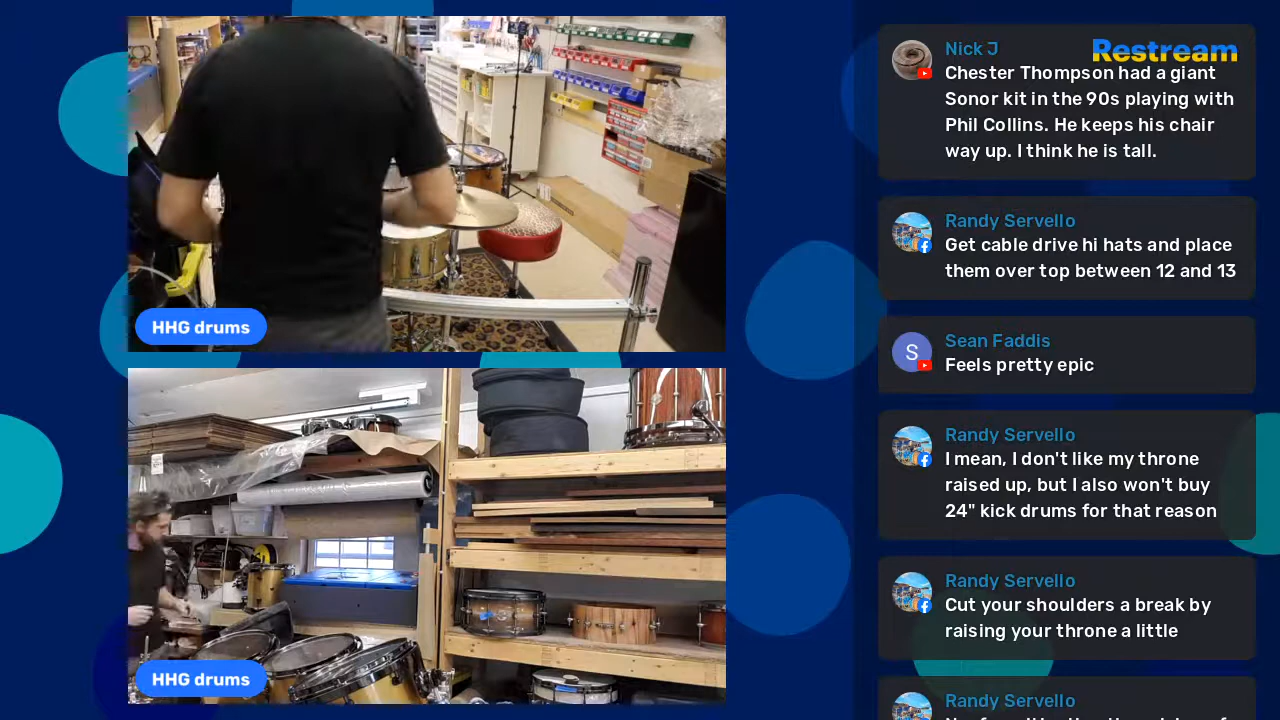 HHG drums
HHG drums
Restream
Nick J
Chester Thompson had a giant
Sonor kit in the 90s playing with
Phil Collins. He keeps his chair
way up. I think he is tall.
Randy Servello
Get cable drive hi hats and place
them over top between 12 and 13
S
Sean Faddis
Feels pretty epic
Randy Servello
I mean, I don't like my throne
raised up, but I also won't buy
24" kick drums for that reason
Randy Servello
Cut your shoulders a break by
raising your throne a little
Randy Servello